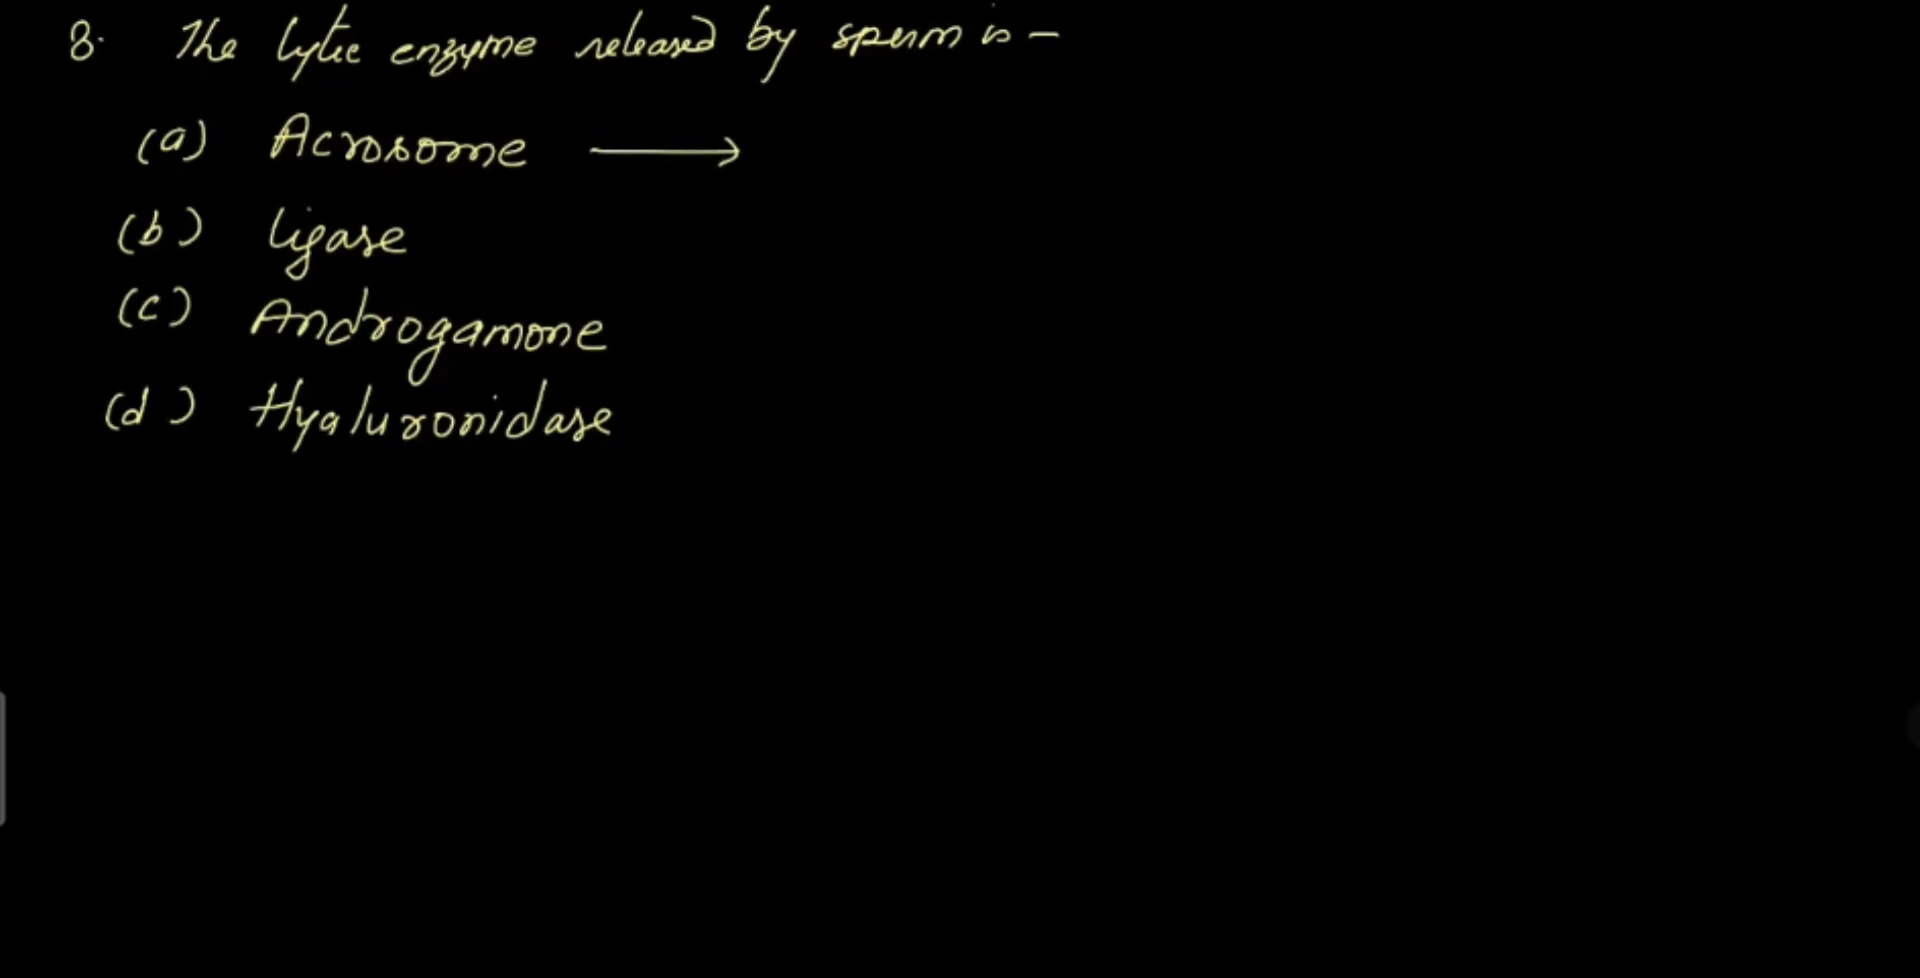 8. The lytic enzyme released by sperm is -
(a) Acrosome ⟶
(b) ligase
(c) Androgamone
(d) Hyaluronidase